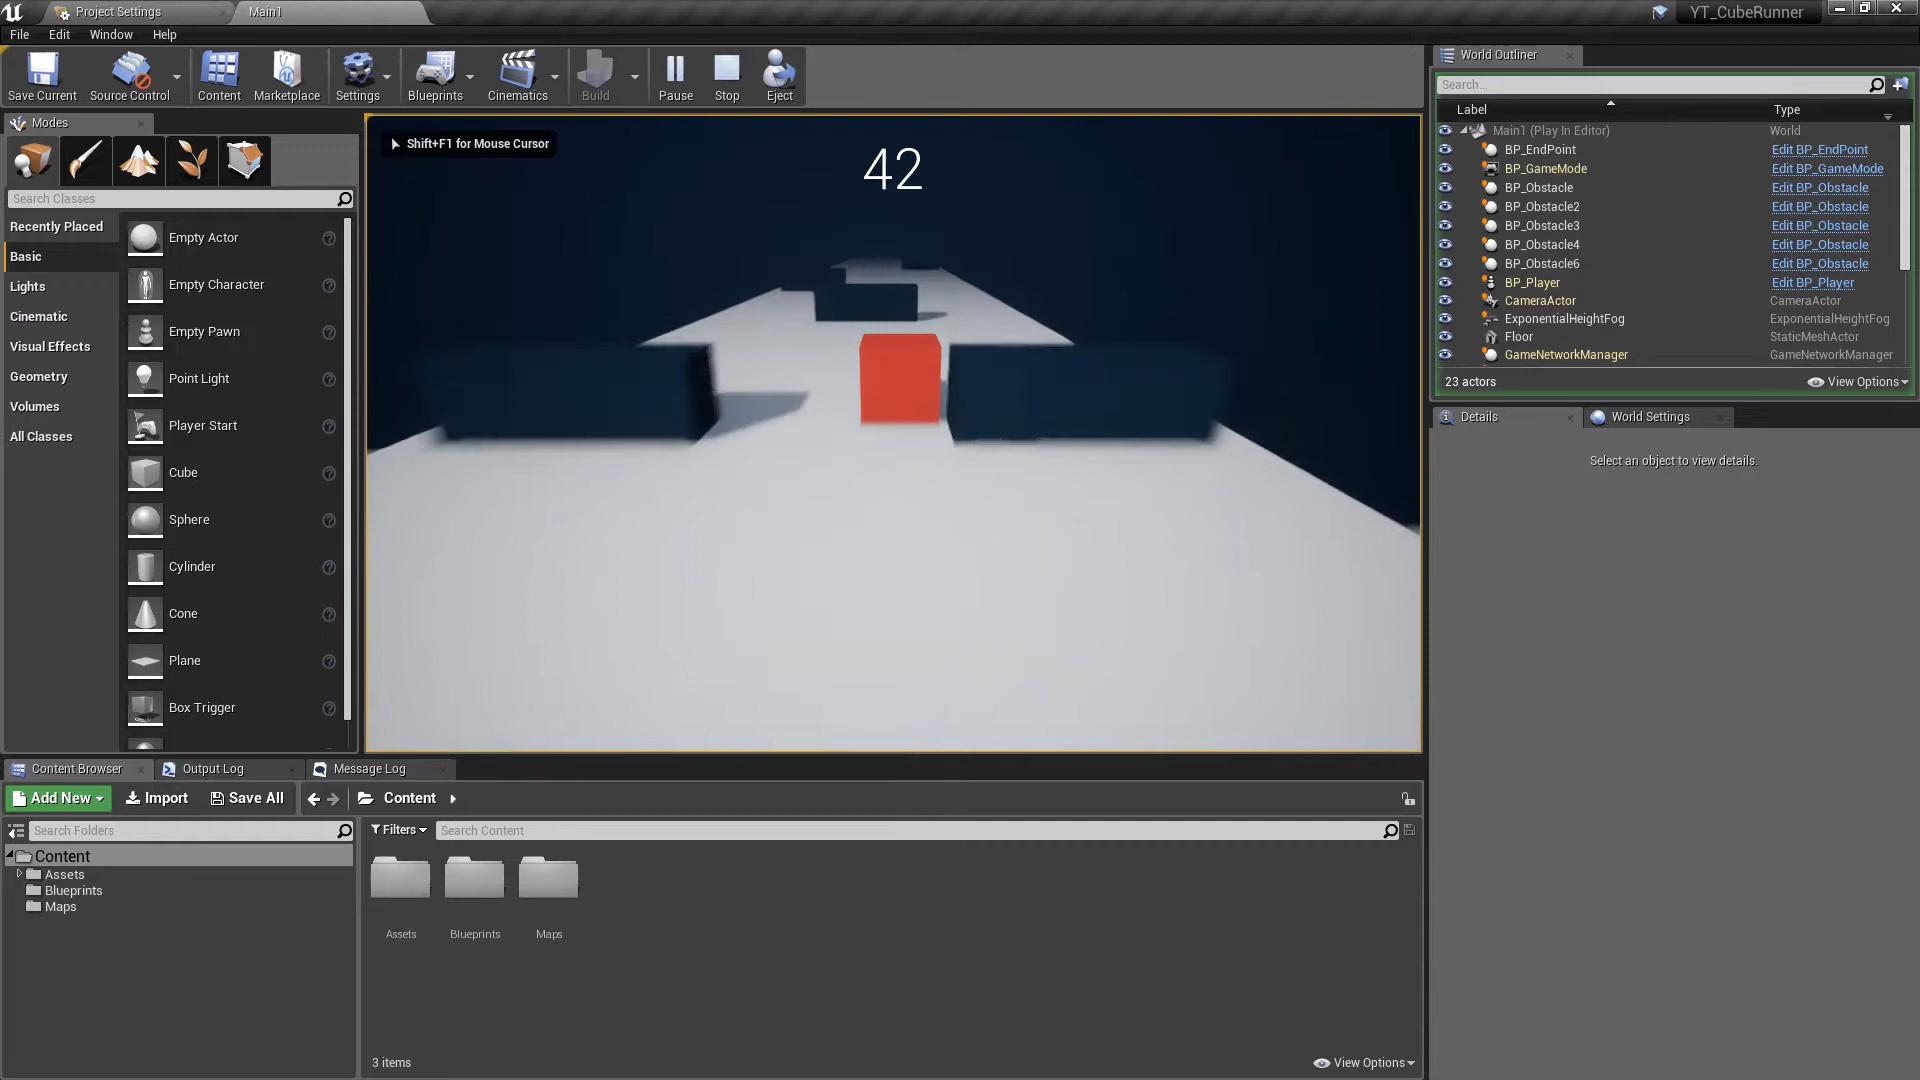 Project Settings
Main1
YT_CubeRunner
File Edit Window Help
Save Current
Source Control
Content
Marketplace
Settings
Blueprints
Cinematics
Build
Pause
Stop
Eject
Modes
Search Classes
Recently Placed
Basic
Lights
Cinematic
Visual Effects
Geometry
Volumes
All Classes
Empty Actor
Empty Character
Empty Pawn
Point Light
Player Start
Cube
Sphere
Cylinder
Cone
Plane
Box Trigger
Shift+F1 for Mouse Cursor
42
World Outliner
Search...
Label Type
Main1 (Play In Editor) World
BP_EndPoint Edit BP_EndPoint
BP_GameMode Edit BP_GameMode
BP_Obstacle Edit BP_Obstacle
BP_Obstacle2 Edit BP_Obstacle
BP_Obstacle3 Edit BP_Obstacle
BP_Obstacle4 Edit BP_Obstacle
BP_Obstacle6 Edit BP_Obstacle
BP_Player Edit BP_Player
CameraActor CameraActor
ExponentialHeightFog ExponentialHeightFog
Floor StaticMeshActor
GameNetworkManager GameNetworkManager
23 actors View Options
Details
World Settings
Select an object to view details.
Content Browser
Output Log
Message Log
Add New Import Save All Content
Search Folders
Content
Assets
Blueprints
Maps
Filters Search Content
Assets Blueprints Maps
3 items View Options